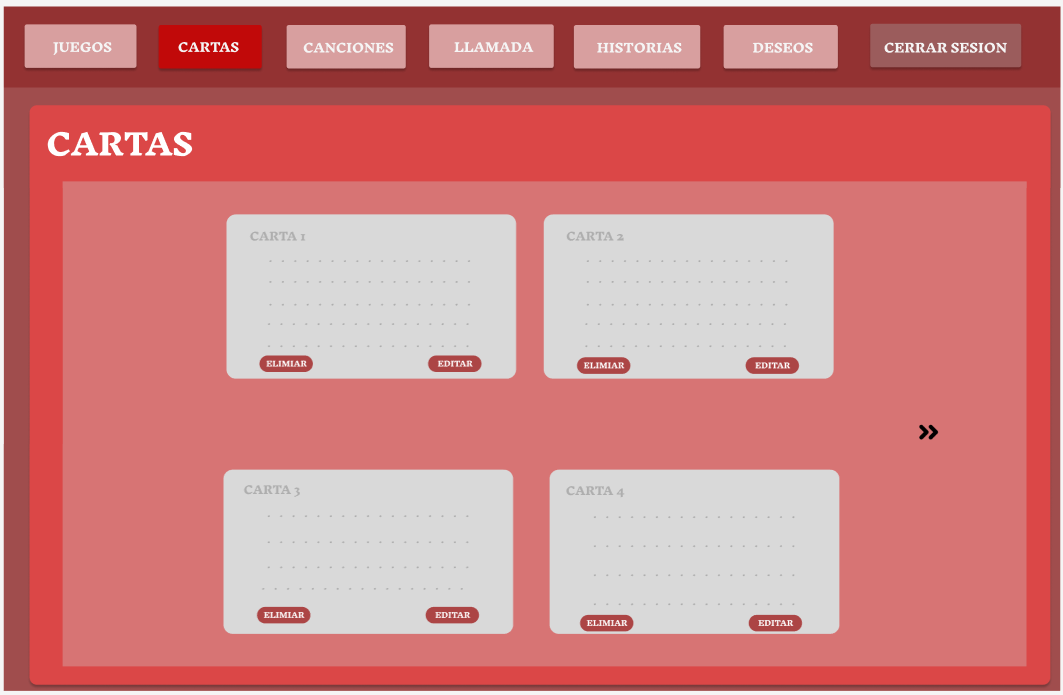 JUEGOS CARTAS CANCIONES LLAMADA HISTORIAS DESEOS CERRAR SESION
CARTAS
CARTA 1 CARTA 2
ELIMIAR EDITAR ELIMIAR EDITAR
CARTA 3 CARTA 4
ELIMIAR EDITAR ELIMIAR EDITAR